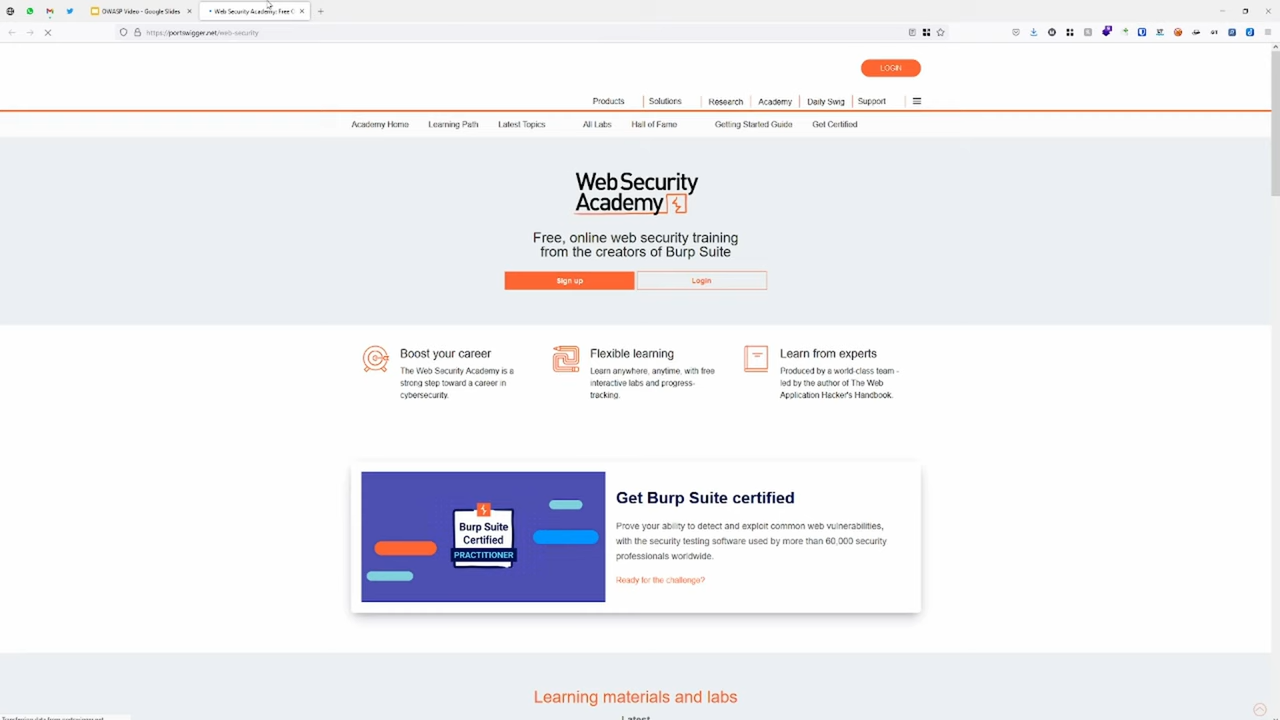 OWASP Video - Google Slides
Web Security Academy: Free O
https://portswigger.net/web-security
LOGIN
Products
Solutions
Research
Academy
Daily Swig
Support
Academy Home
Learning Path
Latest Topics
All Labs
Hall of Fame
Getting Started Guide
Get Certified
WebSecurity
Academy
Free, online web security training
from the creators of Burp Suite
Sign up
Login
Boost your career
The Web Security Academy is a
strong step toward a career in
cybersecurity.
Flexible learning
Learn anywhere, anytime, with free
interactive labs and progress-
tracking.
Learn from experts
Produced by a world-class team -
led by the author of The Web
Application Hacker's Handbook.
Burp Suite
Certified
PRACTITIONER
Get Burp Suite certified
Prove your ability to detect and exploit common web vulnerabilities,
with the security testing software used by more than 60,000 security
professionals worldwide.
Ready for the challenge?
Learning materials and labs
Latest